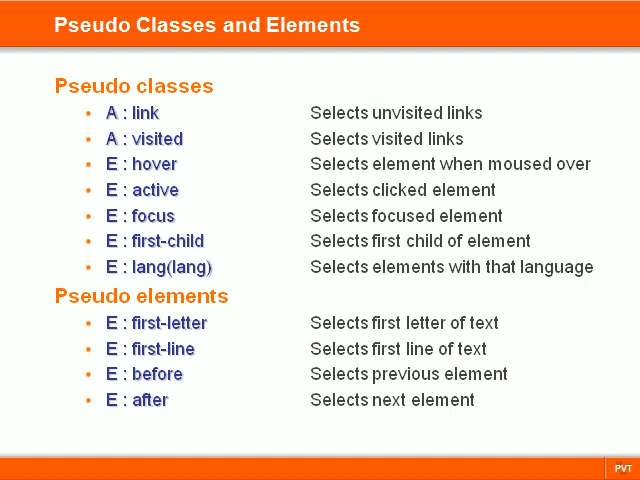 Pseudo Classes and Elements
Pseudo classes
• A : link Selects unvisited links
• A : visited Selects visited links
• E : hover Selects element when moused over
• E : active Selects clicked element
• E : focus Selects focused element
• E : first-child Selects first child of element
• E : lang(lang) Selects elements with that language
Pseudo elements
• E : first-letter Selects first letter of text
• E : first-line Selects first line of text
• E : before Selects previous element
• E : after Selects next element
PVT